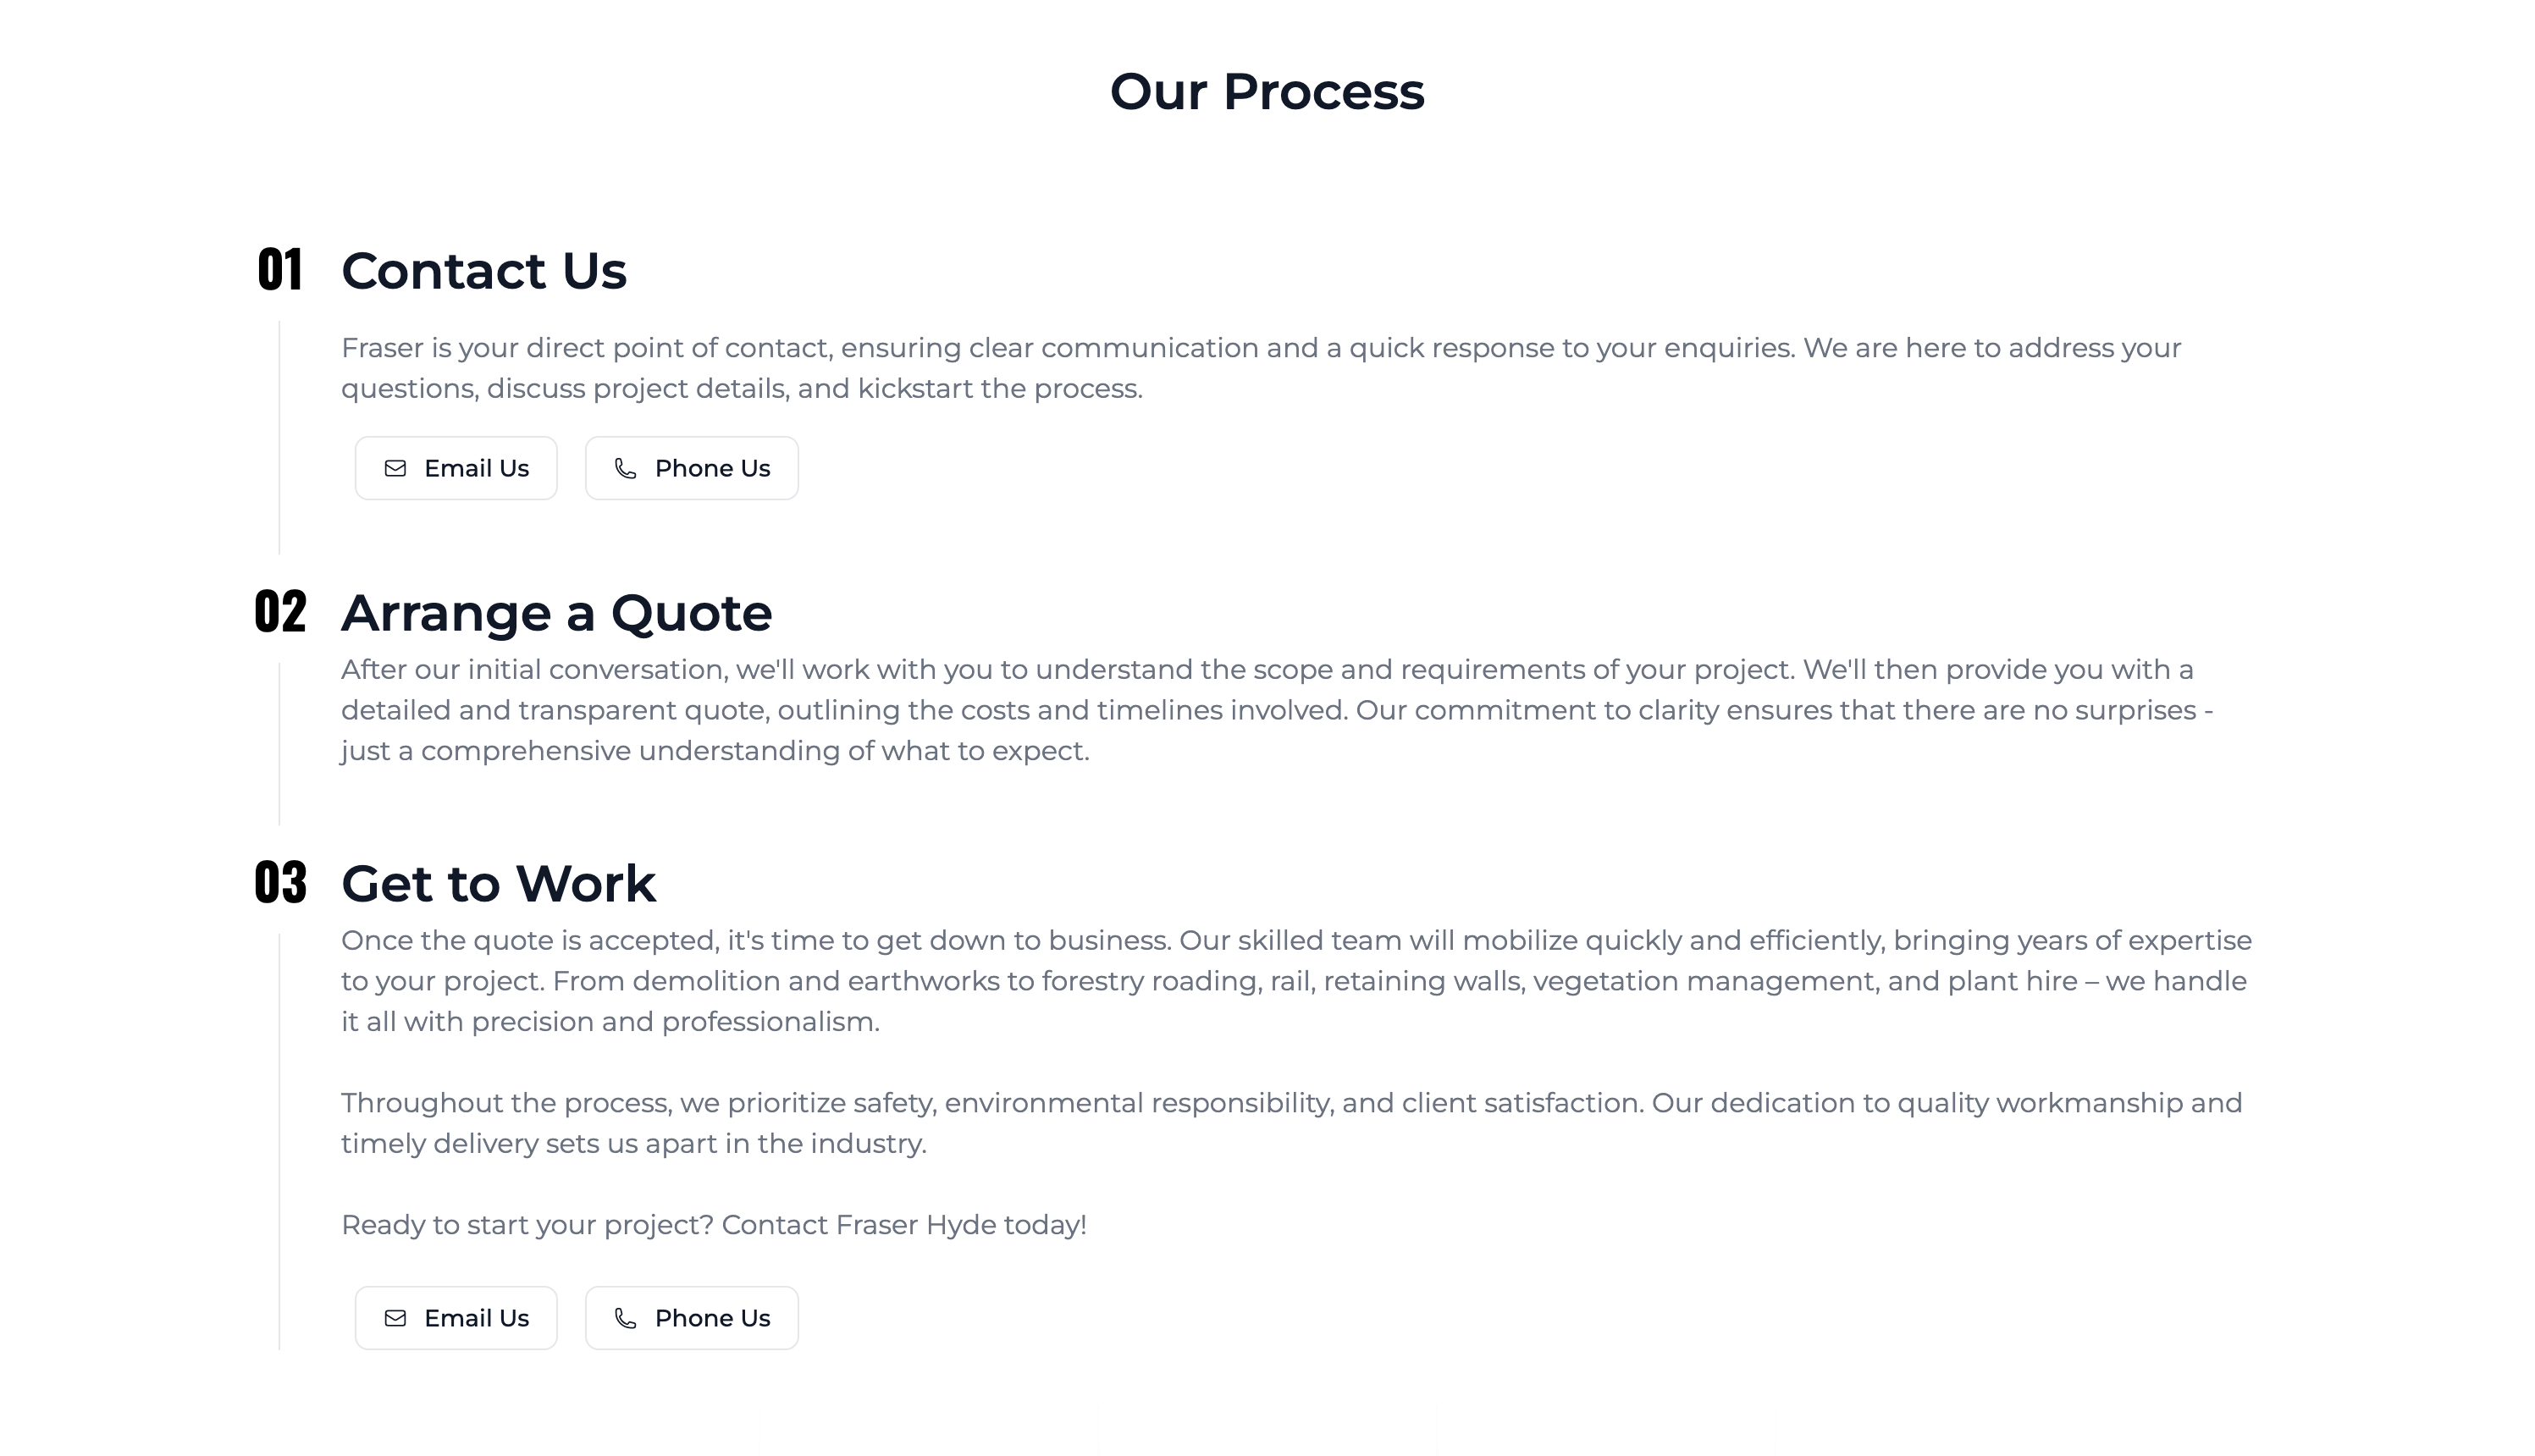 Our Process
01 Contact Us
Fraser is your direct point of contact, ensuring clear communication and a quick response to your enquiries. We are here to address your
questions, discuss project details, and kickstart the process.
Email Us Phone Us
02 Arrange a Quote
After our initial conversation, we'll work with you to understand the scope and requirements of your project. We'll then provide you with a
detailed and transparent quote, outlining the costs and timelines involved. Our commitment to clarity ensures that there are no surprises -
just a comprehensive understanding of what to expect.
03 Get to Work
Once the quote is accepted, it's time to get down to business. Our skilled team will mobilize quickly and efficiently, bringing years of expertise
to your project. From demolition and earthworks to forestry roading, rail, retaining walls, vegetation management, and plant hire – we handle
it all with precision and professionalism.
Throughout the process, we prioritize safety, environmental responsibility, and client satisfaction. Our dedication to quality workmanship and
timely delivery sets us apart in the industry.
Ready to start your project? Contact Fraser Hyde today!
Email Us Phone Us